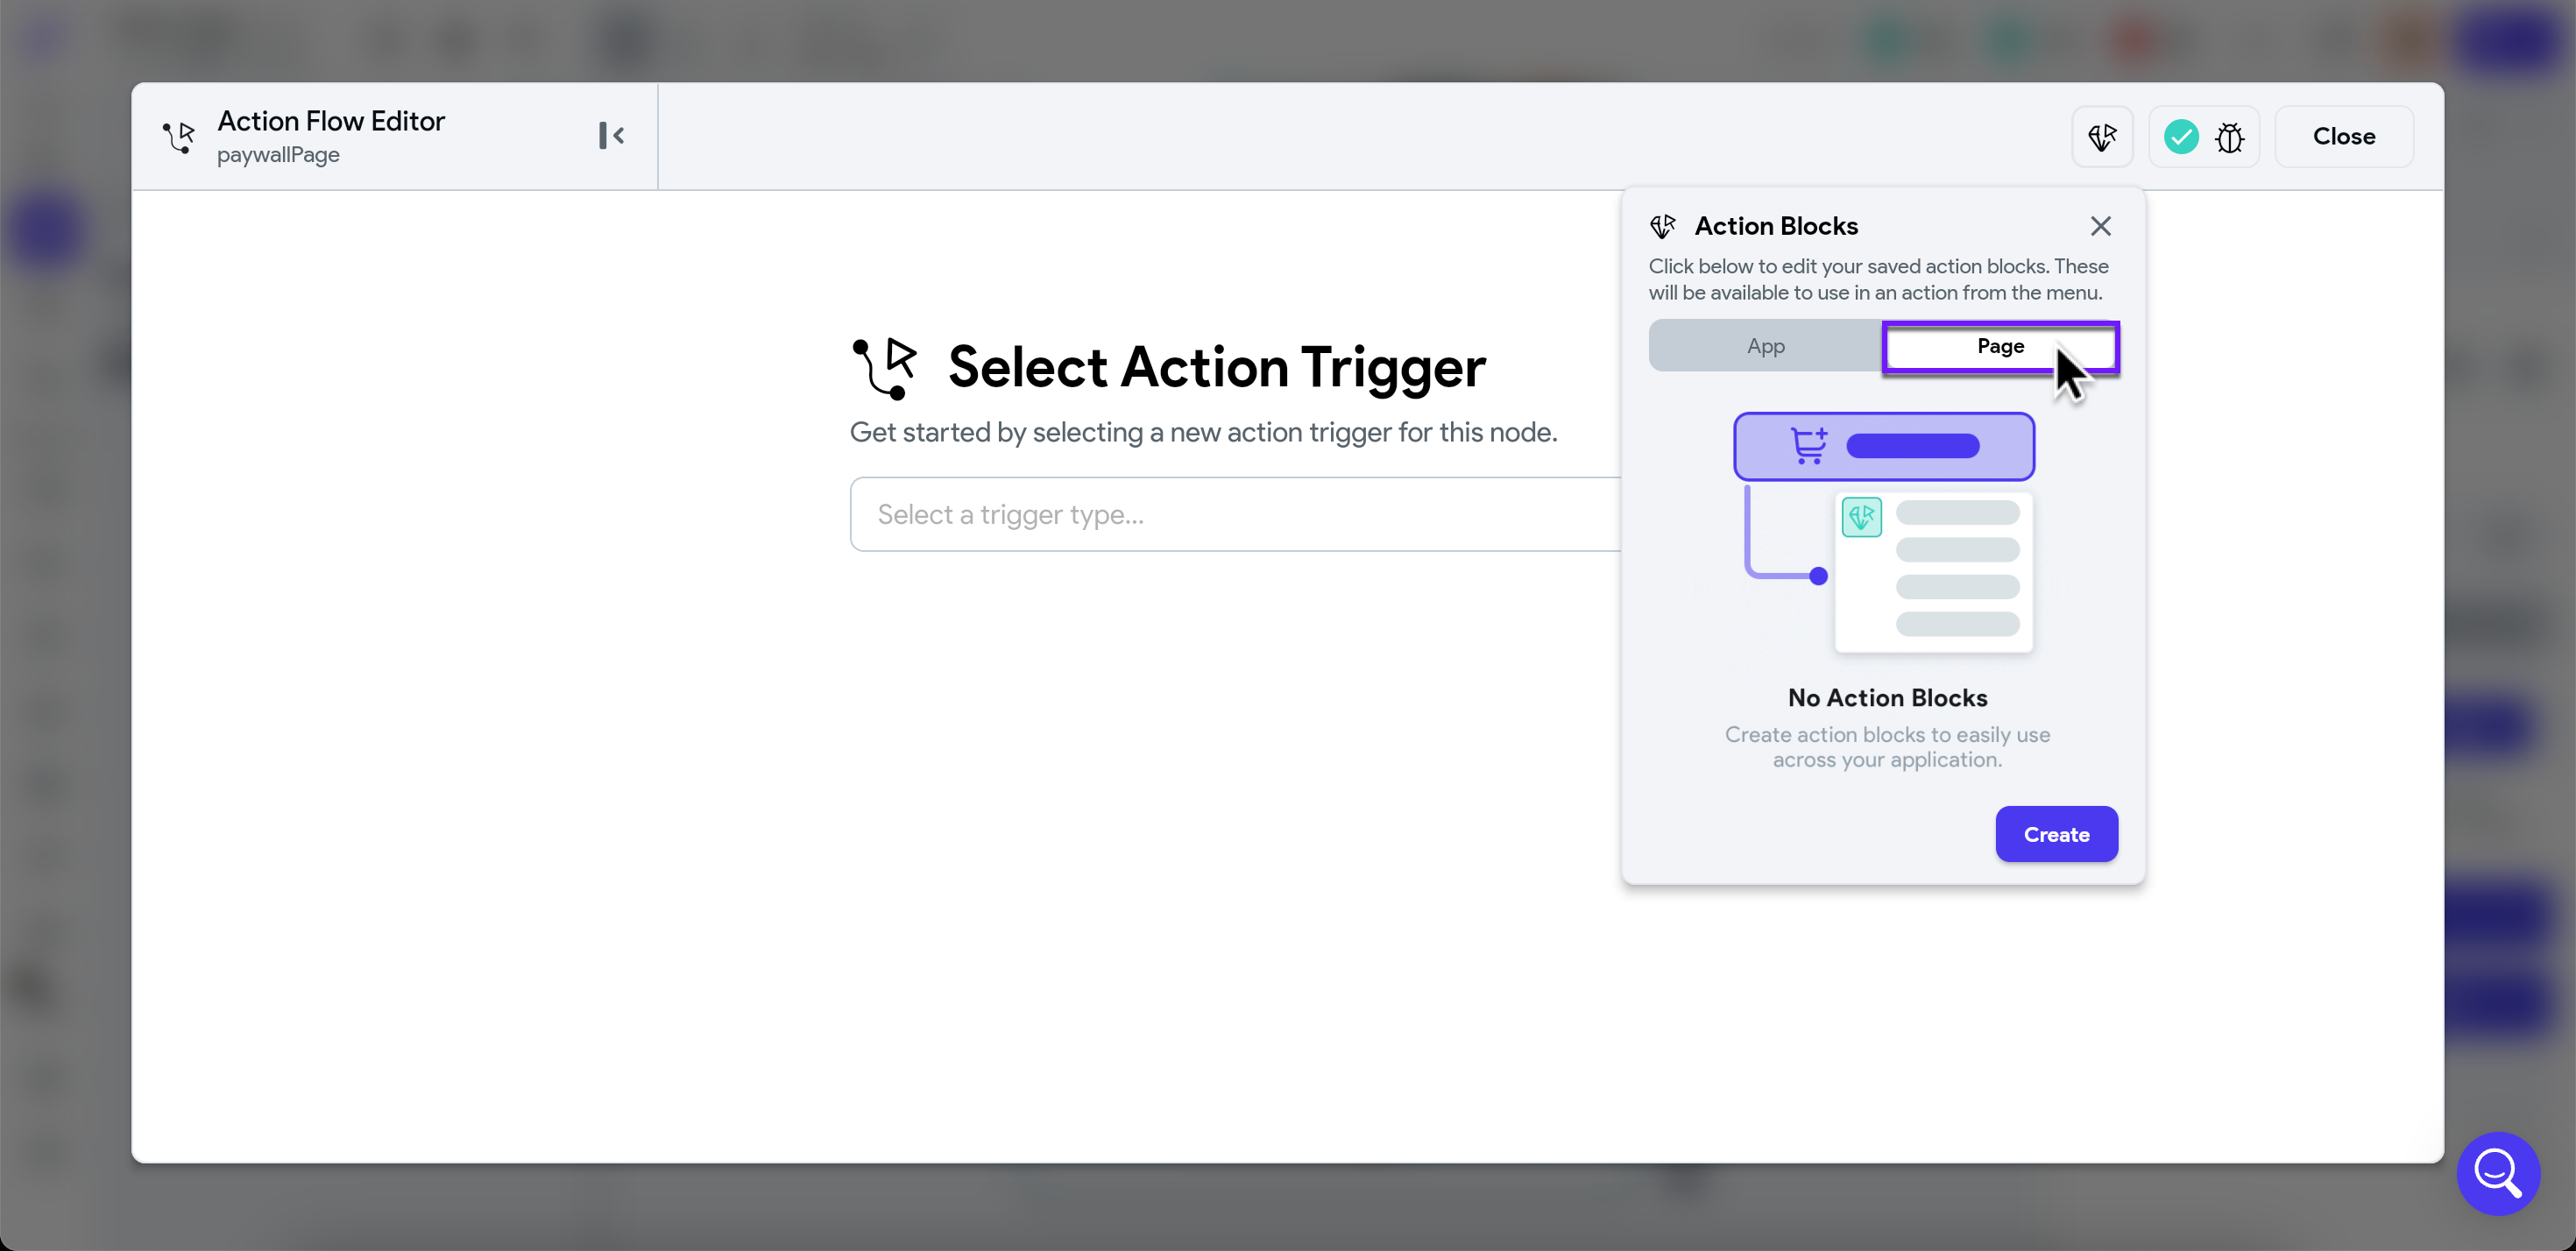 Action Flow Editor
paywallPage
Close
Action Blocks
Click below to edit your saved action blocks. These
will be available to use in an action from the menu.
App
Page
Select Action Trigger
Get started by selecting a new action trigger for this node.
Select a trigger type...
No Action Blocks
Create action blocks to easily use
across your application.
Create